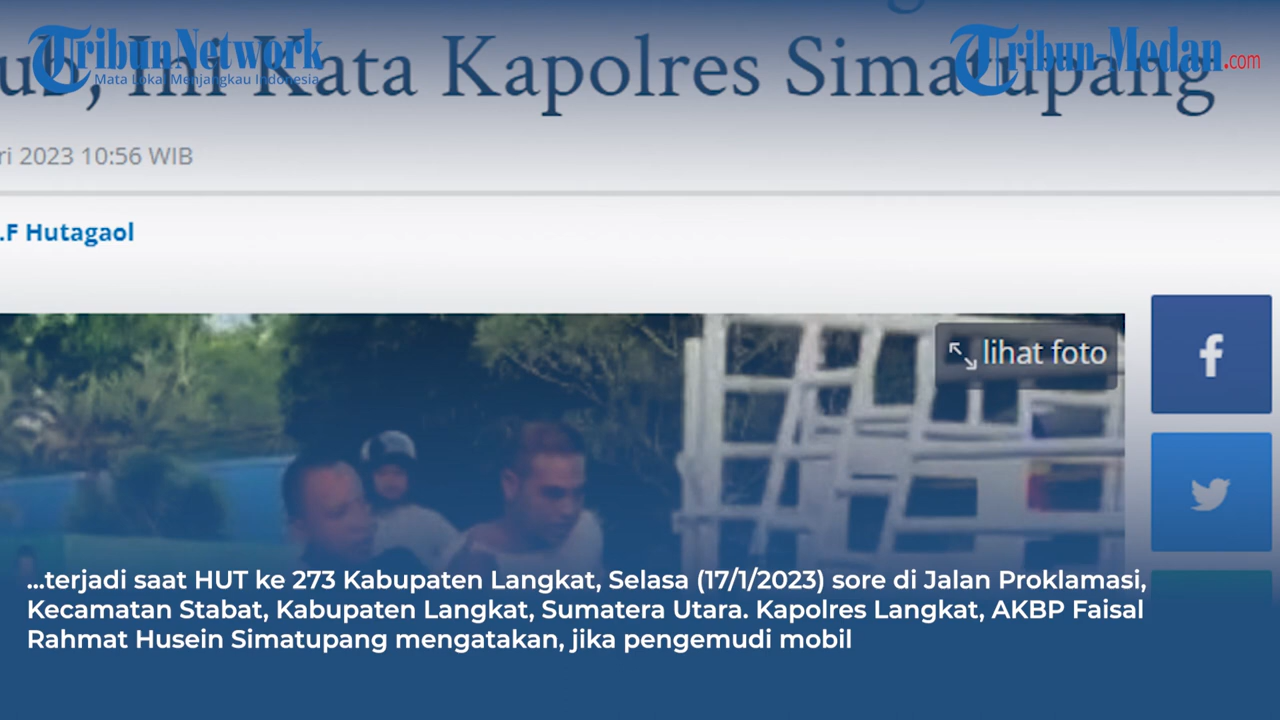 TribunNetwork
Mata Lokal Menjangkau Indonesia
Tribun-Medan.com
ub, Ini Kata Kapolres Simatupang
ri 2023 10:56 WIB
.F Hutagaol
lihat foto
f
...terjadi saat HUT ke 273 Kabupaten Langkat, Selasa (17/1/2023) sore di Jalan Proklamasi,
Kecamatan Stabat, Kabupaten Langkat, Sumatera Utara. Kapolres Langkat, AKBP Faisal
Rahmat Husein Simatupang mengatakan, jika pengemudi mobil